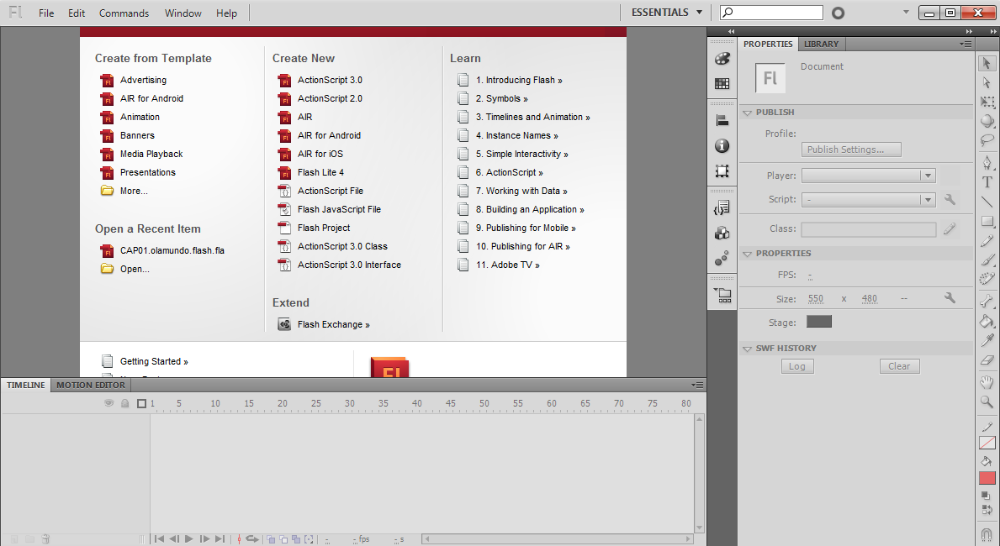 Fl File Edit Commands Window Help ESSENTIALS
Create from Template
Advertising
AIR for Android
Animation
Banners
Media Playback
Presentations
More...
Open a Recent Item
CAP01.olamundo.flash.fla
Open...
Create New
ActionScript 3.0
ActionScript 2.0
AIR
AIR for Android
AIR for iOS
Flash Lite 4
ActionScript File
Flash JavaScript File
Flash Project
ActionScript 3.0 Class
ActionScript 3.0 Interface
Extend
Flash Exchange »
Learn
1. Introducing Flash »
2. Symbols »
3. Timelines and Animation »
4. Instance Names »
5. Simple Interactivity »
6. ActionScript »
7. Working with Data »
8. Building an Application »
9. Publishing for Mobile »
10. Publishing for AIR »
11. Adobe TV »
Getting Started »
Fl
PROPERTIES LIBRARY
Fl Document
PUBLISH
Profile:
Publish Settings...
Player:
Script: -
Class:
PROPERTIES
FPS: -
Size: 550 x 480 --
Stage:
SWF HISTORY
Log Clear
TIMELINE MOTION EDITOR
1 5 10 15 20 25 30 35 40 45 50 55 60 65 70 75 80
- - fps - s